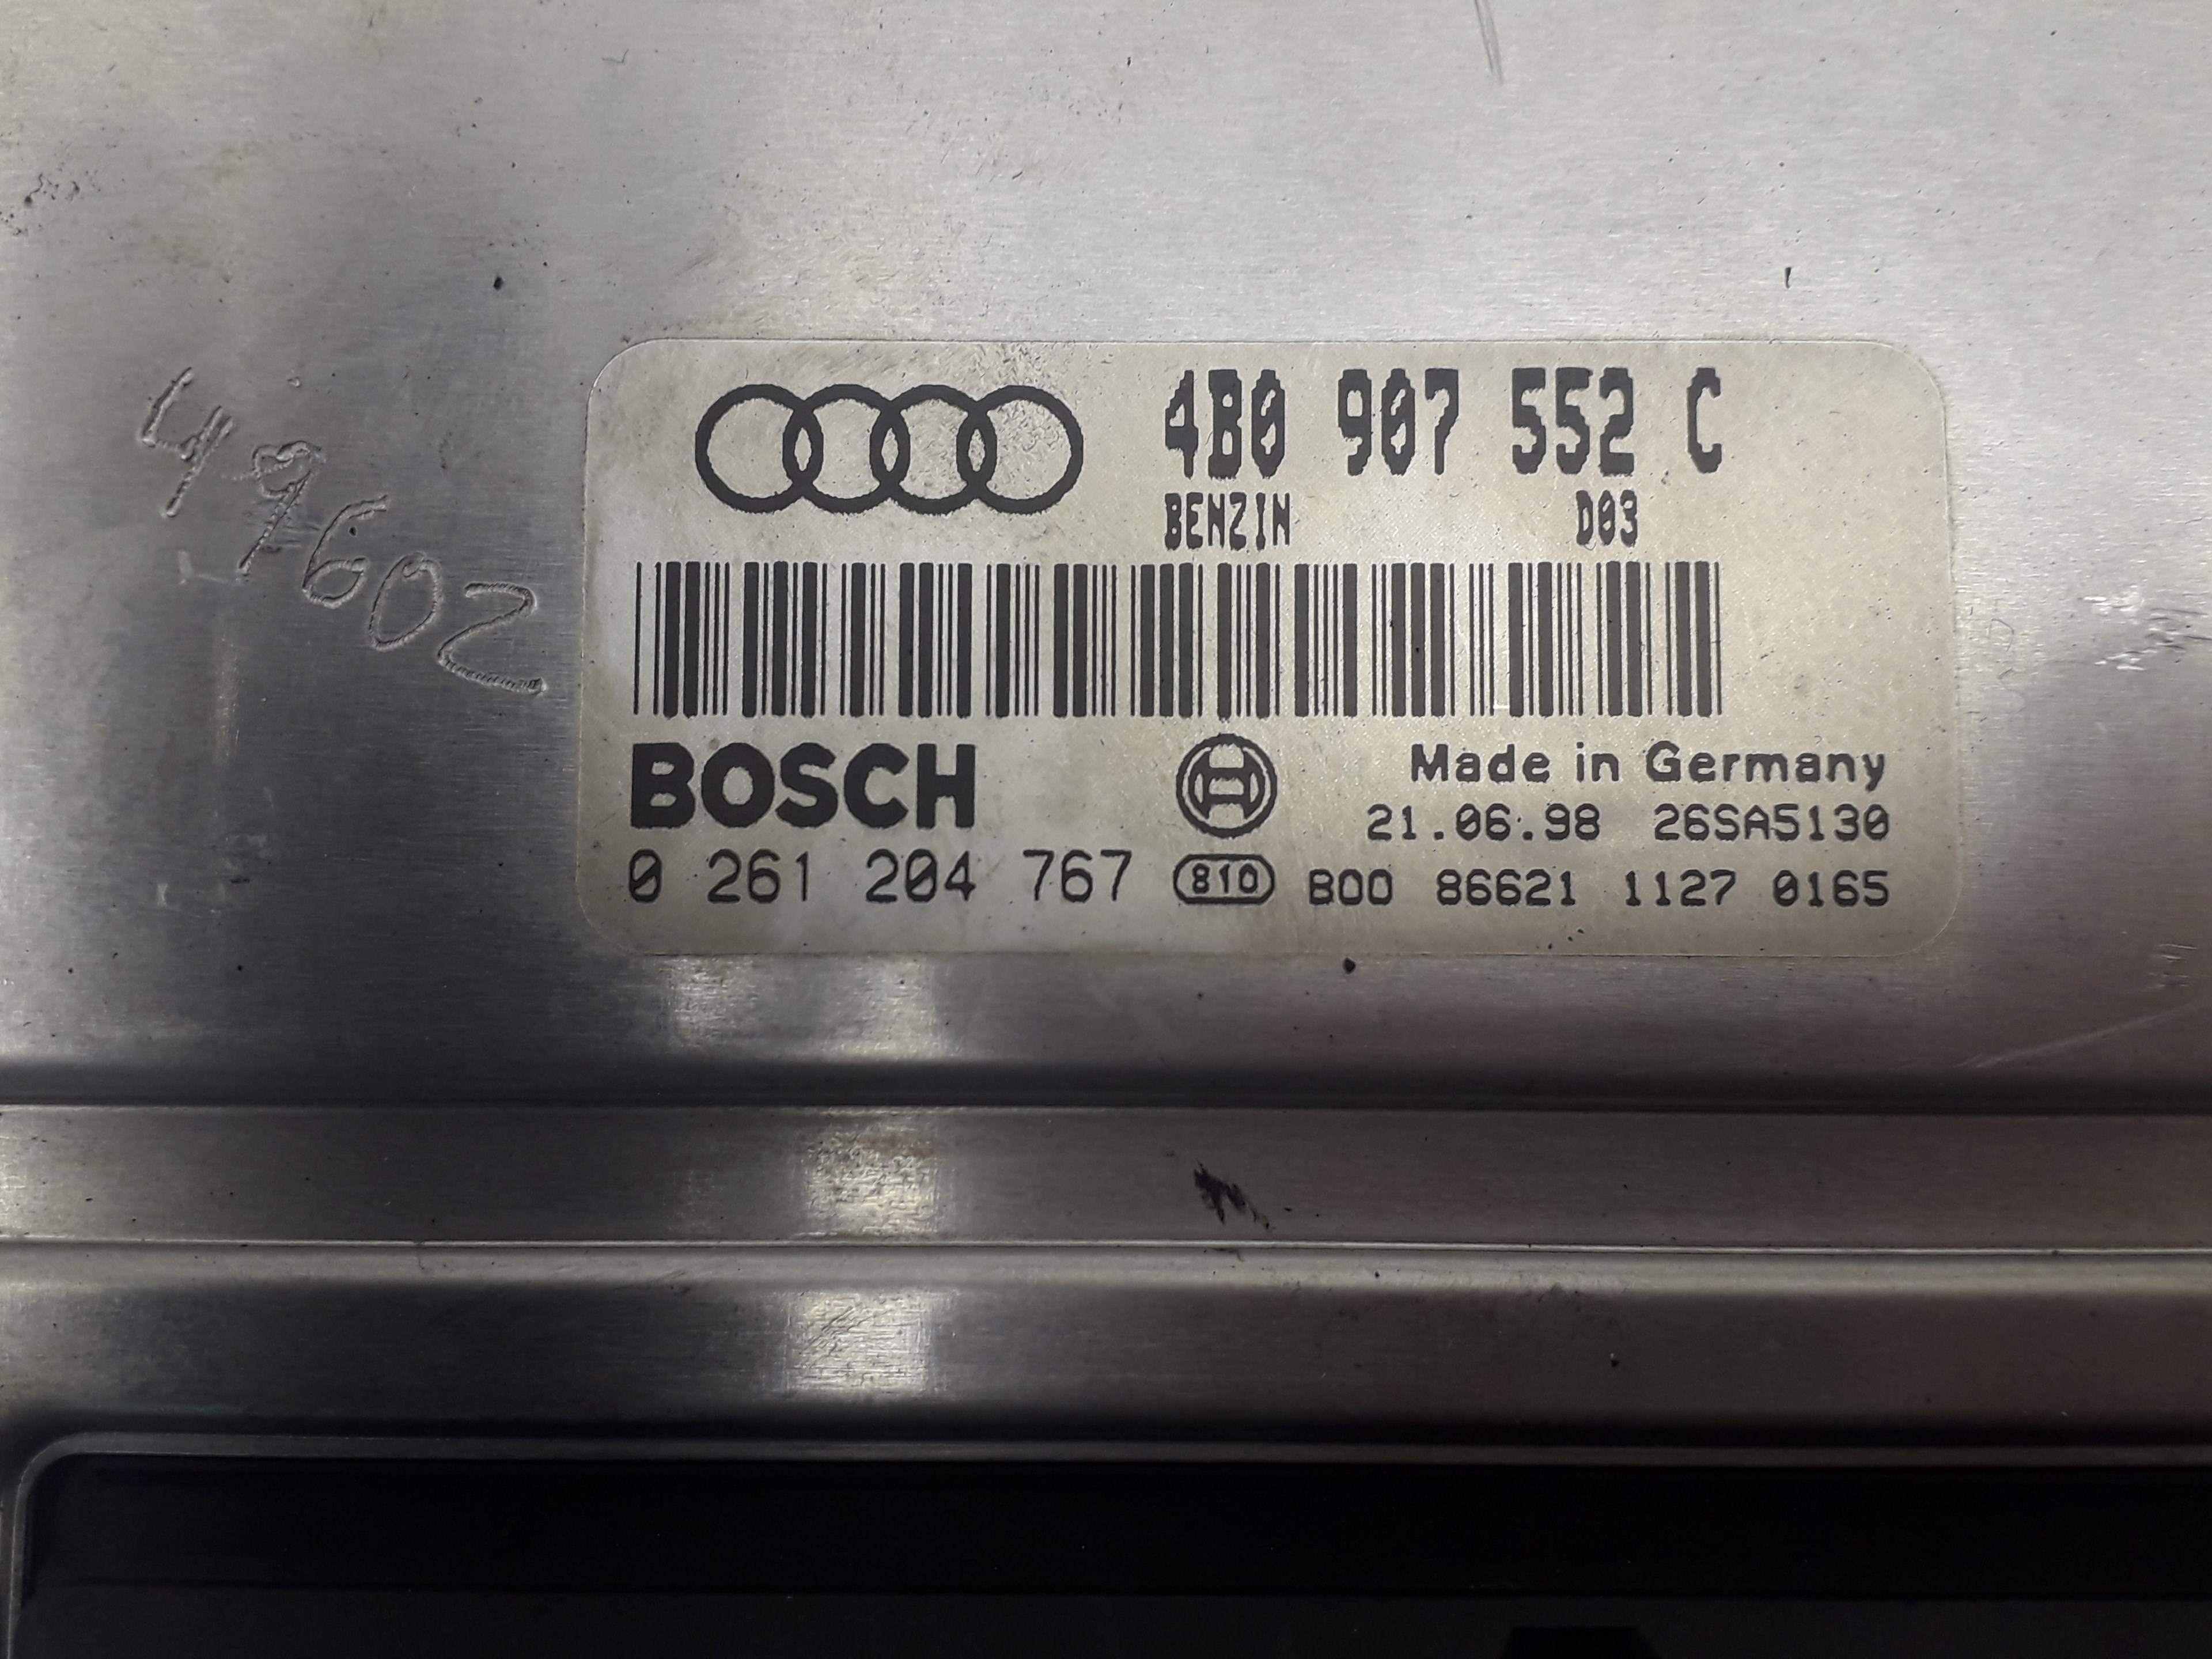 4B0 907 552 C
BENZIN D03
49602
BOSCH
Made in Germany
21.06.98 26SA5130
0 261 204 767 810 B00 86621 1127 0165